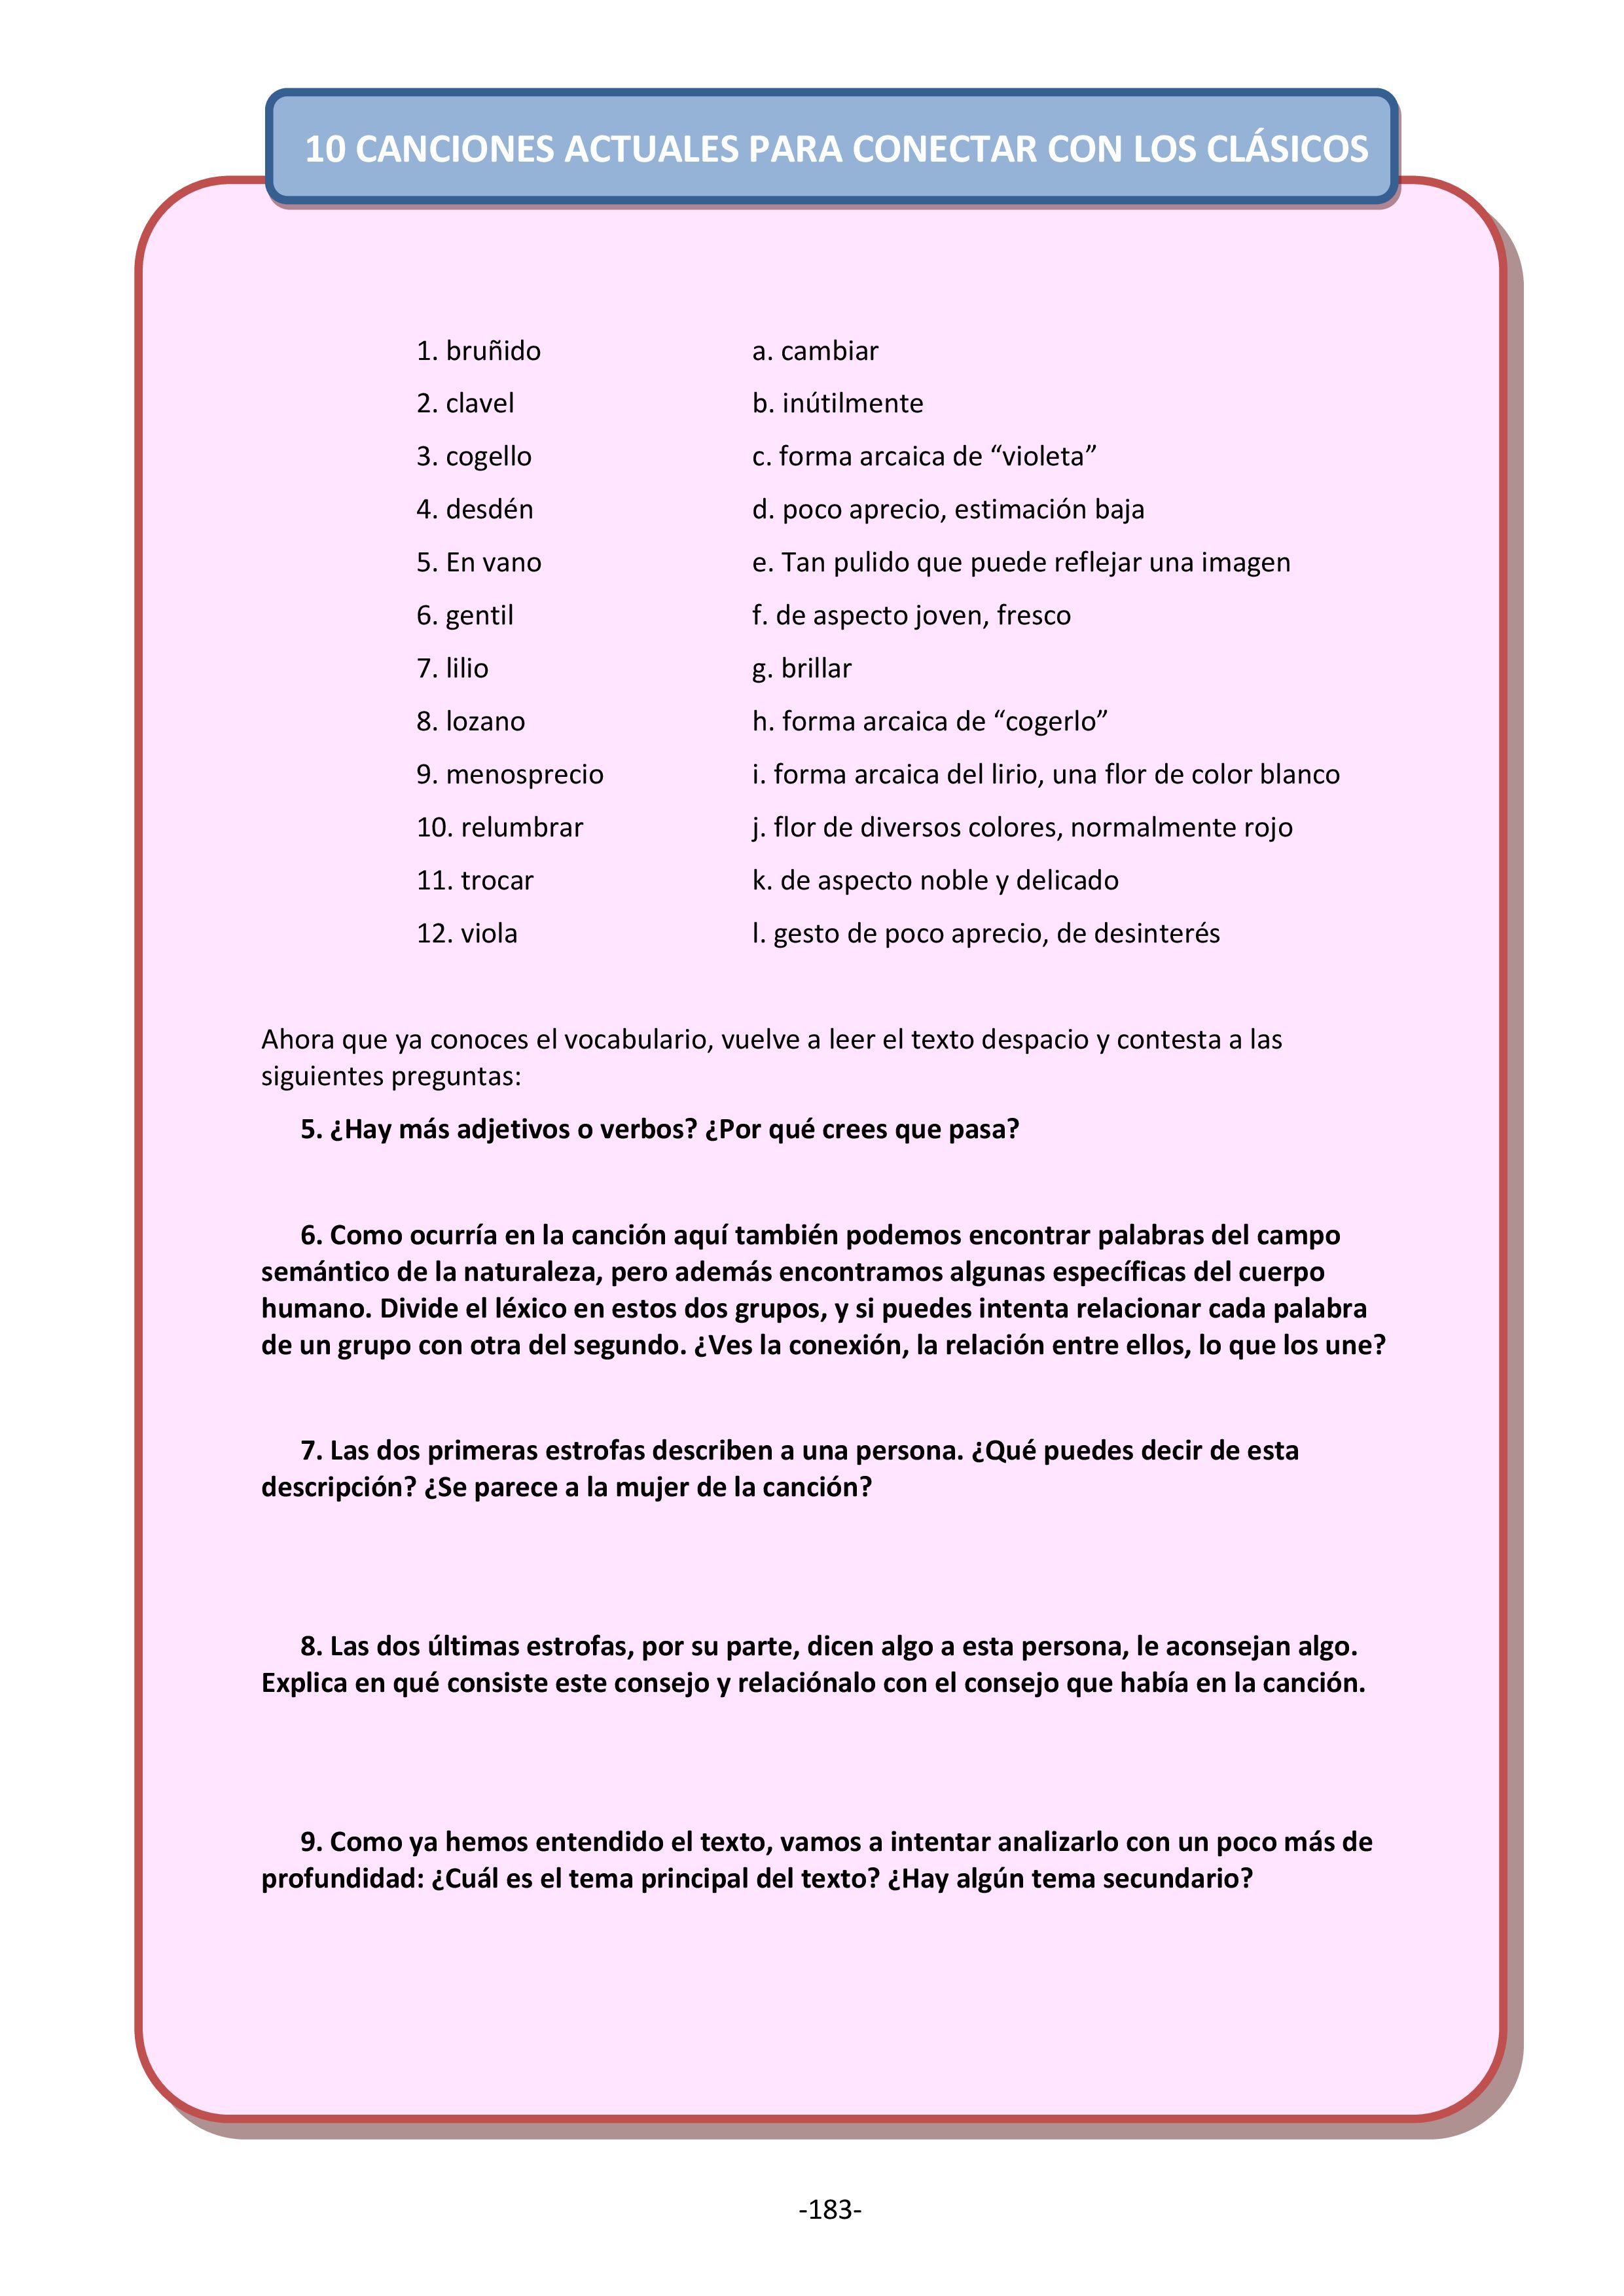 10 CANCIONES ACTUALES PARA CONECTAR CON LOS CLÁSICOS
1. bruñido a. cambiar
2. clavel b. inútilmente
3. cogello c. forma arcaica de “violeta”
4. desdén d. poco aprecio, estimación baja
5. En vano e. Tan pulido que puede reflejar una imagen
6. gentil f. de aspecto joven, fresco
7. lilio g. brillar
8. lozano h. forma arcaica de “cogerlo”
9. menosprecio i. forma arcaica del lirio, una flor de color blanco
10. relumbrar j. flor de diversos colores, normalmente rojo
11. trocar k. de aspecto noble y delicado
12. viola l. gesto de poco aprecio, de desinterés
Ahora que ya conoces el vocabulario, vuelve a leer el texto despacio y contesta a las
siguientes preguntas:
5. ¿Hay más adjetivos o verbos? ¿Por qué crees que pasa?
6. Como ocurría en la canción aquí también podemos encontrar palabras del campo
semántico de la naturaleza, pero además encontramos algunas específicas del cuerpo
humano. Divide el léxico en estos dos grupos, y si puedes intenta relacionar cada palabra
de un grupo con otra del segundo. ¿Ves la conexión, la relación entre ellos, lo que los une?
7. Las dos primeras estrofas describen a una persona. ¿Qué puedes decir de esta
descripción? ¿Se parece a la mujer de la canción?
8. Las dos últimas estrofas, por su parte, dicen algo a esta persona, le aconsejan algo.
Explica en qué consiste este consejo y relaciónalo con el consejo que había en la canción.
9. Como ya hemos entendido el texto, vamos a intentar analizarlo con un poco más de
profundidad: ¿Cuál es el tema principal del texto? ¿Hay algún tema secundario?
-183-